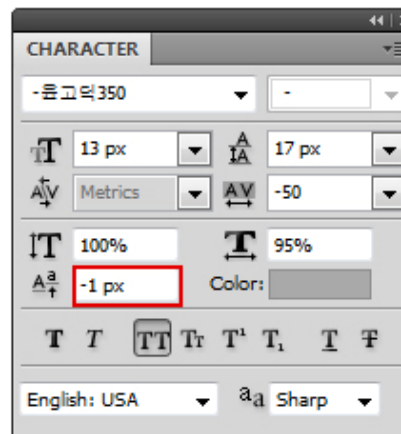 CHARACTER
-윤고딕350 -
13 px 17 px
Metrics -50
100% 95%
-1 px Color:
T T TT Tr T¹ T₁ T T
English: USA aa Sharp